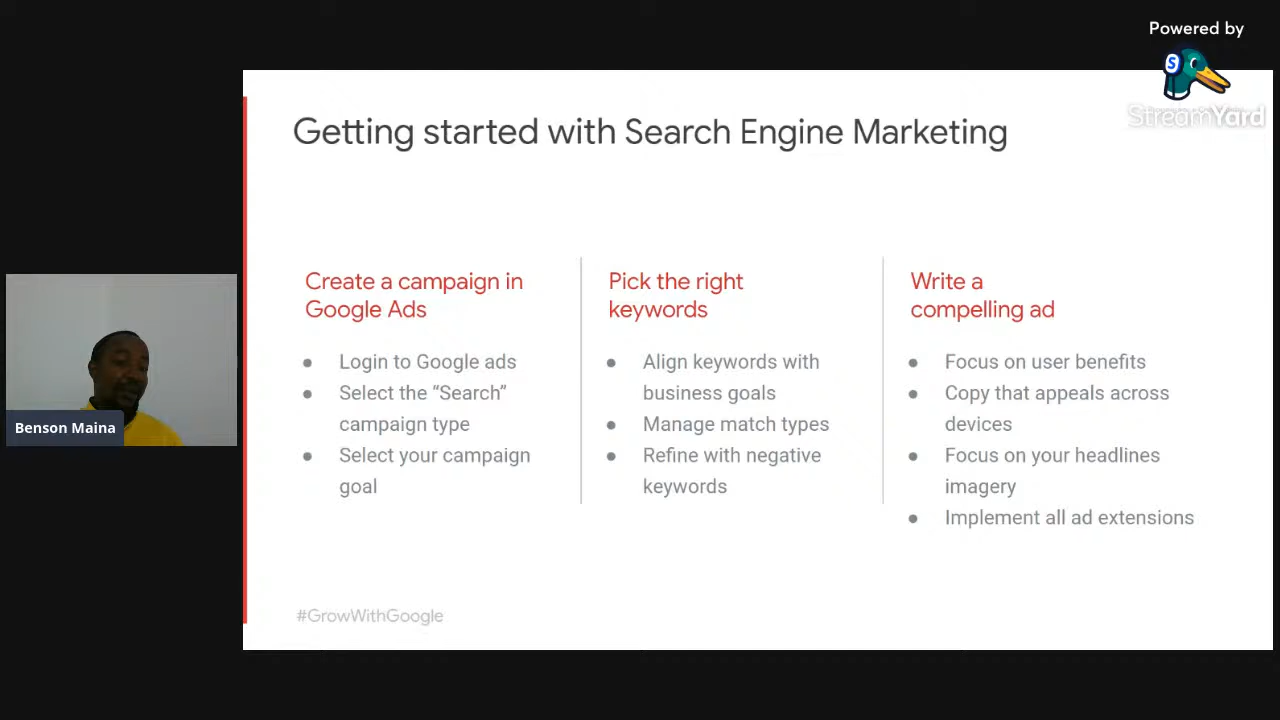 Powered by
StreamYard
Getting started with Search Engine Marketing
Create a campaign in
Google Ads
● Login to Google ads
● Select the “Search”
campaign type
● Select your campaign
goal
Pick the right
keywords
● Align keywords with
business goals
● Manage match types
● Refine with negative
keywords
Write a
compelling ad
● Focus on user benefits
● Copy that appeals across
devices
● Focus on your headlines
imagery
● Implement all ad extensions
Benson Maina
#GrowWithGoogle